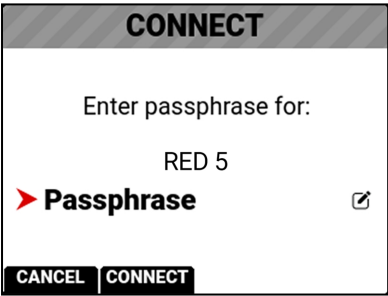 CONNECT
Enter passphrase for:
RED 5
Passphrase
CANCEL CONNECT